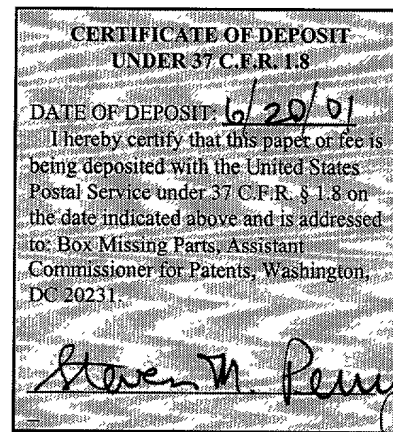 CERTIFICATE OF DEPOSIT
UNDER 37 C.F.R. 1.8
DATE OF DEPOSIT: 6/20/01
I hereby certify that this paper or fee is
being deposited with the United States
Postal Service under 37 C.F.R. § 1.8 on
the date indicated above and is addressed
to: Box Missing Parts, Assistant
Commissioner for Patents, Washington,
DC 20231.
Steven M. Perry